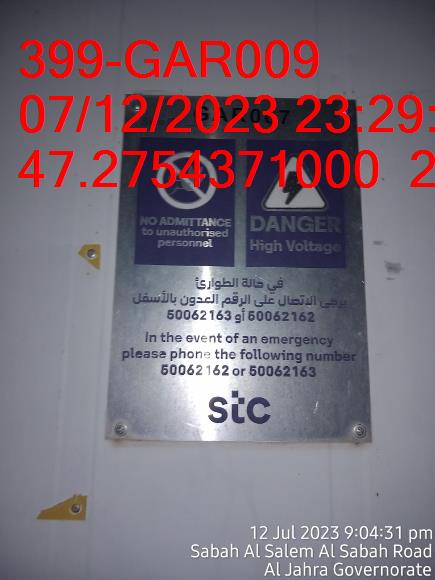 399-GAR009
07/12/2023 23:29:
47.2754371000 2
NO ADMITTANCE
to unauthorised
personnel
DANGER
High Voltage
في حالة الطوارئ
يرجى الاتصال على الرقم المدون بالأسفل
50062162 أو 50062163
In the event of an emergency
please phone the following number
50062162 or 50062163
stc
12 Jul 2023 9:04:31 pm
Sabah Al Salem Al Sabah Road
Al Jahra Governorate